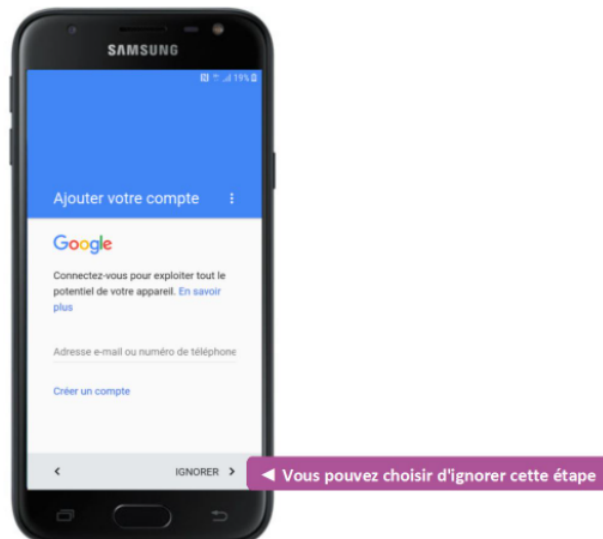 SAMSUNG
19%
Ajouter votre compte
Google
Connectez-vous pour exploiter tout le
potentiel de votre appareil. En savoir
plus
Adresse e-mail ou numéro de téléphone
Créer un compte
IGNORER
◄ Vous pouvez choisir d'ignorer cette étape